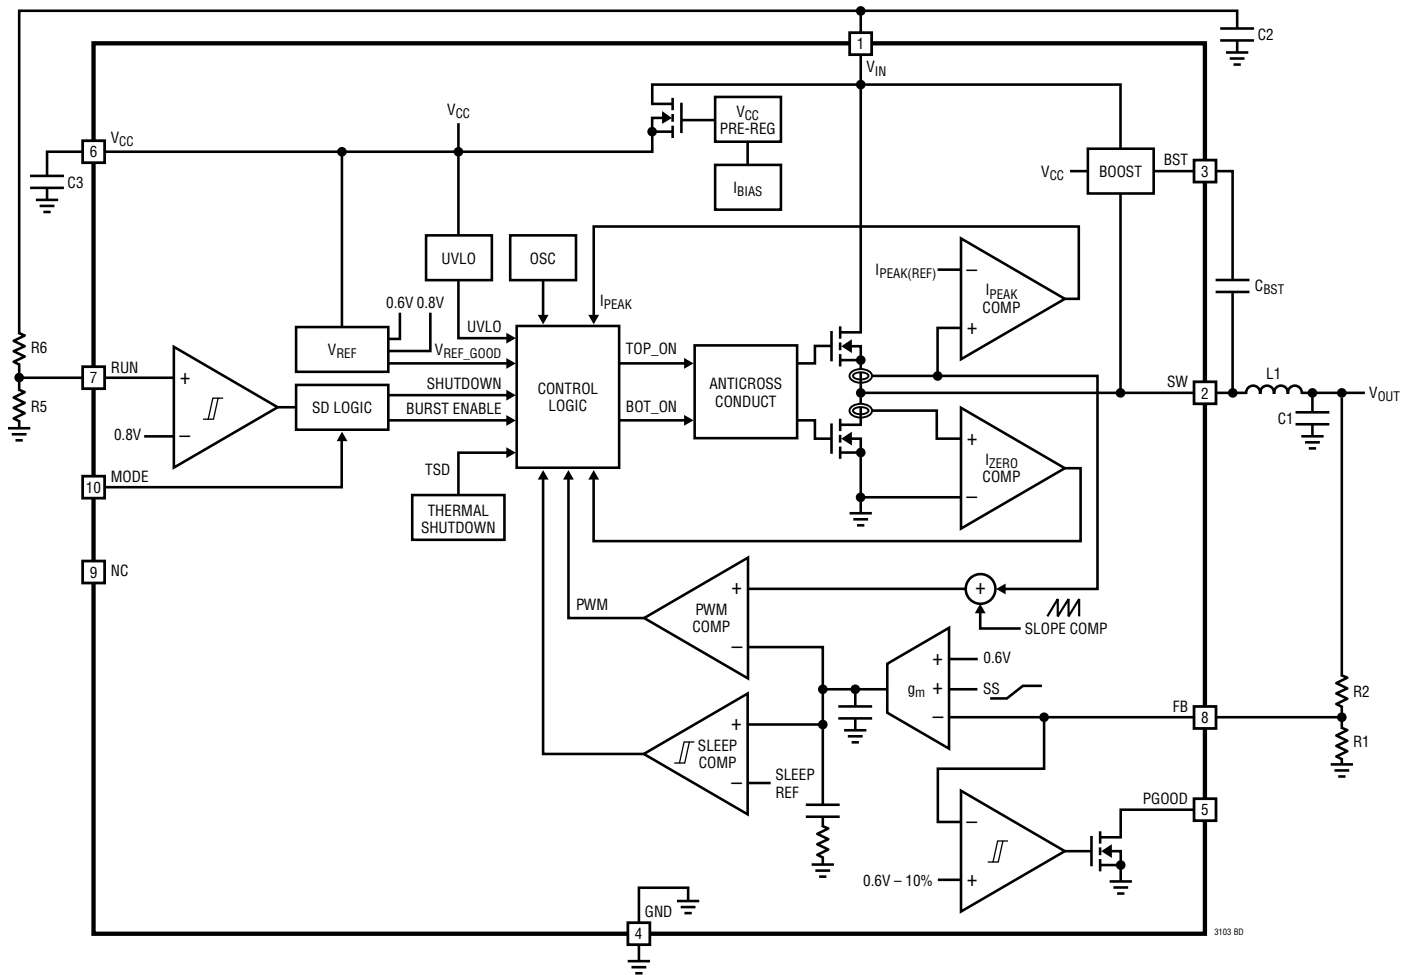 1
VIN
C2
VCC
VCC
PRE-REG
IBIAS
6
VCC
C3
VCC
BOOST
BST
3
UVLO
OSC
IPEAK(REF)
–
IPEAK
COMP
+
CBST
0.6V 0.8V
IPEAK
UVLO
VREF
VREF_GOOD
R6
7
RUN
R5
+
–
0.8V
SD LOGIC
SHUTDOWN
BURST ENABLE
CONTROL
LOGIC
TOP_ON
BOT_ON
ANTICROSS
CONDUCT
SW
2
L1
VOUT
C1
+
IZERO
COMP
–
10
MODE
TSD
THERMAL
SHUTDOWN
9
NC
PWM
+
PWM
COMP
–
+
SLOPE COMP
gm
+
0.6V
+
SS
–
FB
8
R2
R1
+
SLEEP
COMP
–
SLEEP
REF
PGOOD
5
–
0.6V – 10%
+
GND
4
3103 BD